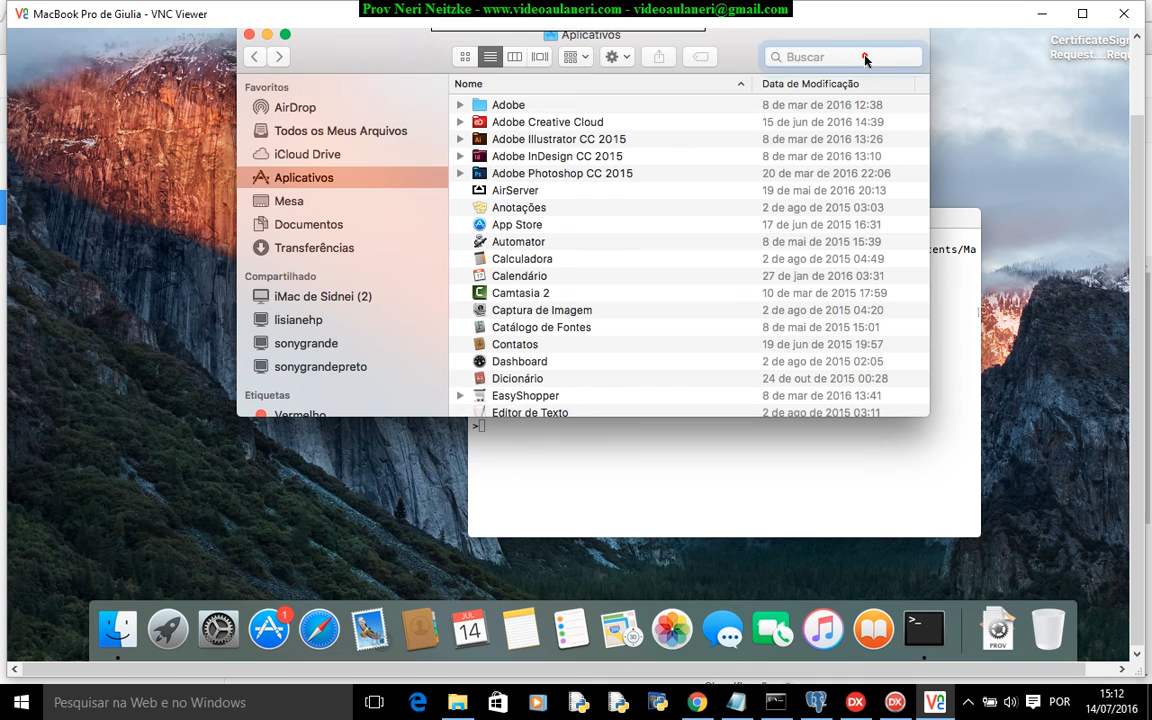 Prov Neri Neitzke - www.videoaulaneri.com - videoaulaneri@gmail.com
MacBook Pro de Giulia - VNC Viewer
Aplicativos
CertificateSign
Request....Requ
Buscar
Favoritos
AirDrop
Todos os Meus Arquivos
iCloud Drive
Aplicativos
Mesa
Documentos
Transferências
Compartilhado
iMac de Sidnei (2)
lisianehp
sonygrande
sonygrandepreto
Etiquetas
Vermelho
Nome Data de Modificação
Adobe 8 de mar de 2016 12:38
Adobe Creative Cloud 15 de jun de 2016 14:39
Adobe Illustrator CC 2015 8 de mar de 2016 13:26
Adobe InDesign CC 2015 8 de mar de 2016 13:10
Adobe Photoshop CC 2015 20 de mar de 2016 22:06
AirServer 19 de mai de 2016 20:13
Anotações 2 de ago de 2015 03:03
App Store 17 de jun de 2015 16:31
Automator 8 de mai de 2015 15:39
Calculadora 2 de ago de 2015 04:49
Calendário 27 de jan de 2016 03:31
Camtasia 2 10 de mar de 2015 17:59
Captura de Imagem 2 de ago de 2015 04:20
Catálogo de Fontes 8 de mai de 2015 15:01
Contatos 19 de jun de 2015 19:57
Dashboard 2 de ago de 2015 02:05
Dicionário 24 de out de 2015 00:28
EasyShopper 8 de mar de 2016 13:41
Editor de Texto 2 de ago de 2015 03:11
ents/Ma
>
1
JUL
14
PROV
Pesquisar na Web e no Windows
POR
15:12
14/07/2016